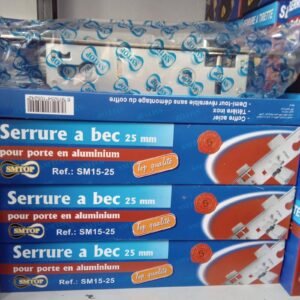 - Coffre acier
- Têtière inox
- Demi-tour réversible sans démontage du coffre
Serrure a bec 25 mm
pour porte en aluminium
SMTOP
Ref.: SM15-25
Top qualité
Serrure a bec 25 mm
pour porte en aluminium
SMTOP
Ref.: SM15-25
Top qualité
Serrure a bec 25 mm
pour porte en aluminium
SMTOP
Ref.: SM15-25
Top qualité